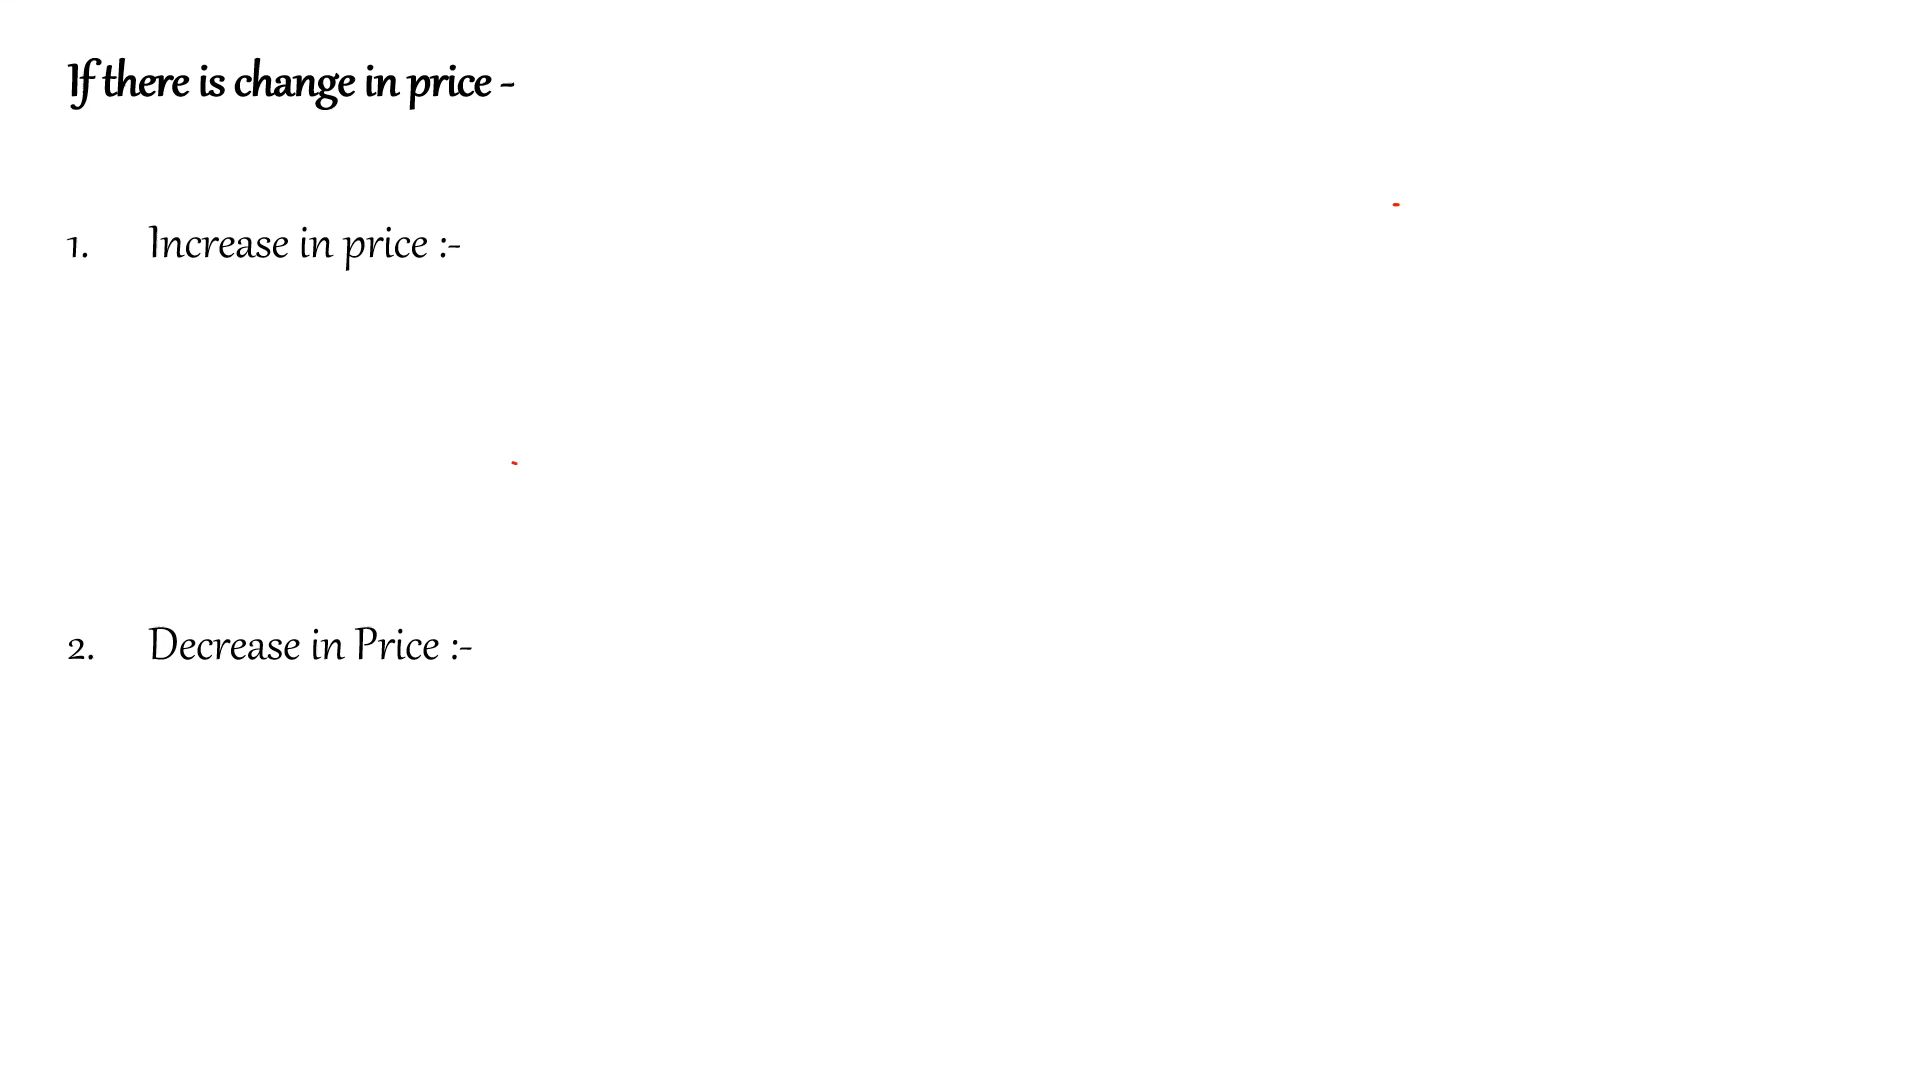 If there is change in price -
1. Increase in price :-
2. Decrease in Price :-